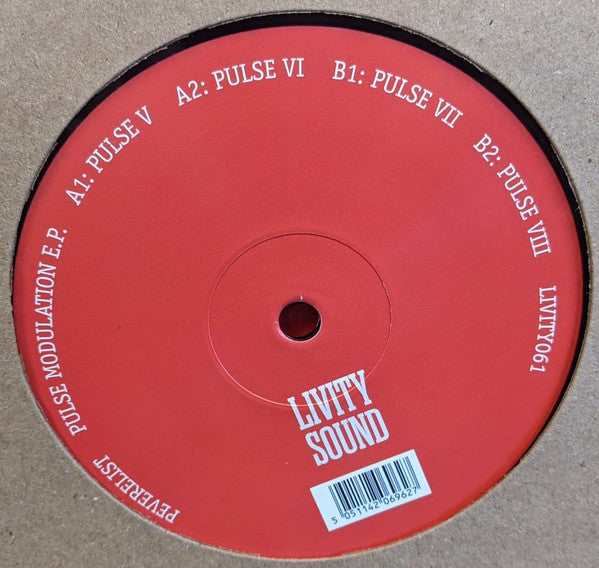 PEVERELIST
PULSE MODULATION E.P.
A1: PULSE V
A2: PULSE VI
B1: PULSE VII
B2: PULSE VIII
LIVITY061
LIVITY
SOUND
5 051142 069627